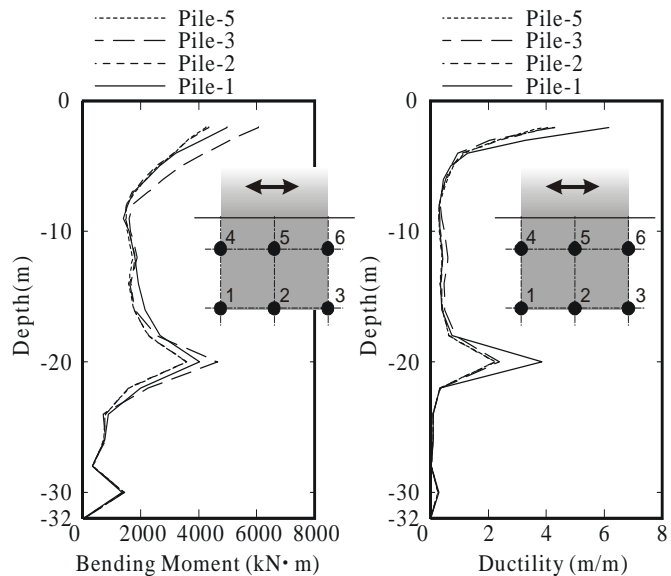 Pile-5
Pile-3
Pile-2
Pile-1
0
-10
-20
-30
-32
Depth(m)
4 5 6
1 2 3
0 2000 4000 6000 8000
Bending Moment (kN· m)
Pile-5
Pile-3
Pile-2
Pile-1
0
-10
-20
-30
-32
Depth(m)
4 5 6
1 2 3
0 2 4 6 8
Ductility (m/m)